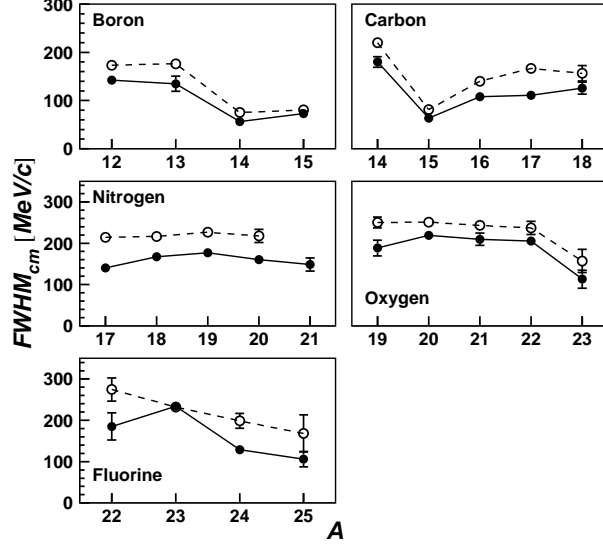 300
Boron
200
100
0
12 13 14 15
Carbon
14 15 16 17 18
Nitrogen
300
200
100
0
17 18 19 20 21
Oxygen
19 20 21 22 23
300
200
100
0
Fluorine
22 23 24 25
FWHM_cm [MeV/c]
A